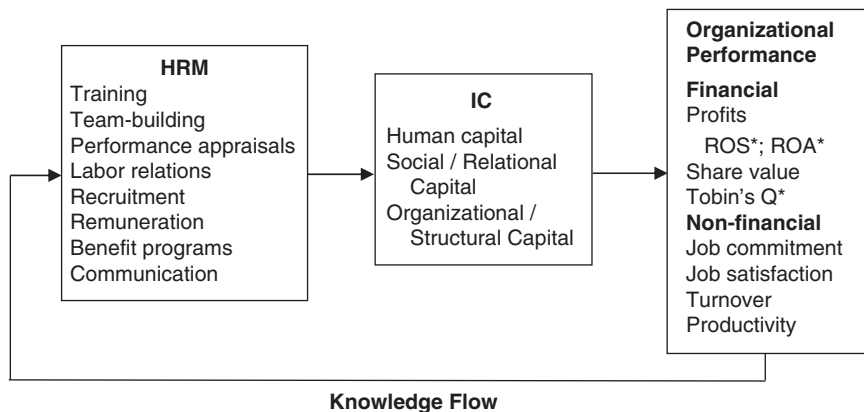 HRM
Training
Team-building
Performance appraisals
Labor relations
Recruitment
Remuneration
Benefit programs
Communication
IC
Human capital
Social / Relational
Capital
Organizational /
Structural Capital
Organizational
Performance
Financial
Profits
ROS*; ROA*
Share value
Tobin's Q*
Non-financial
Job commitment
Job satisfaction
Turnover
Productivity
Knowledge Flow